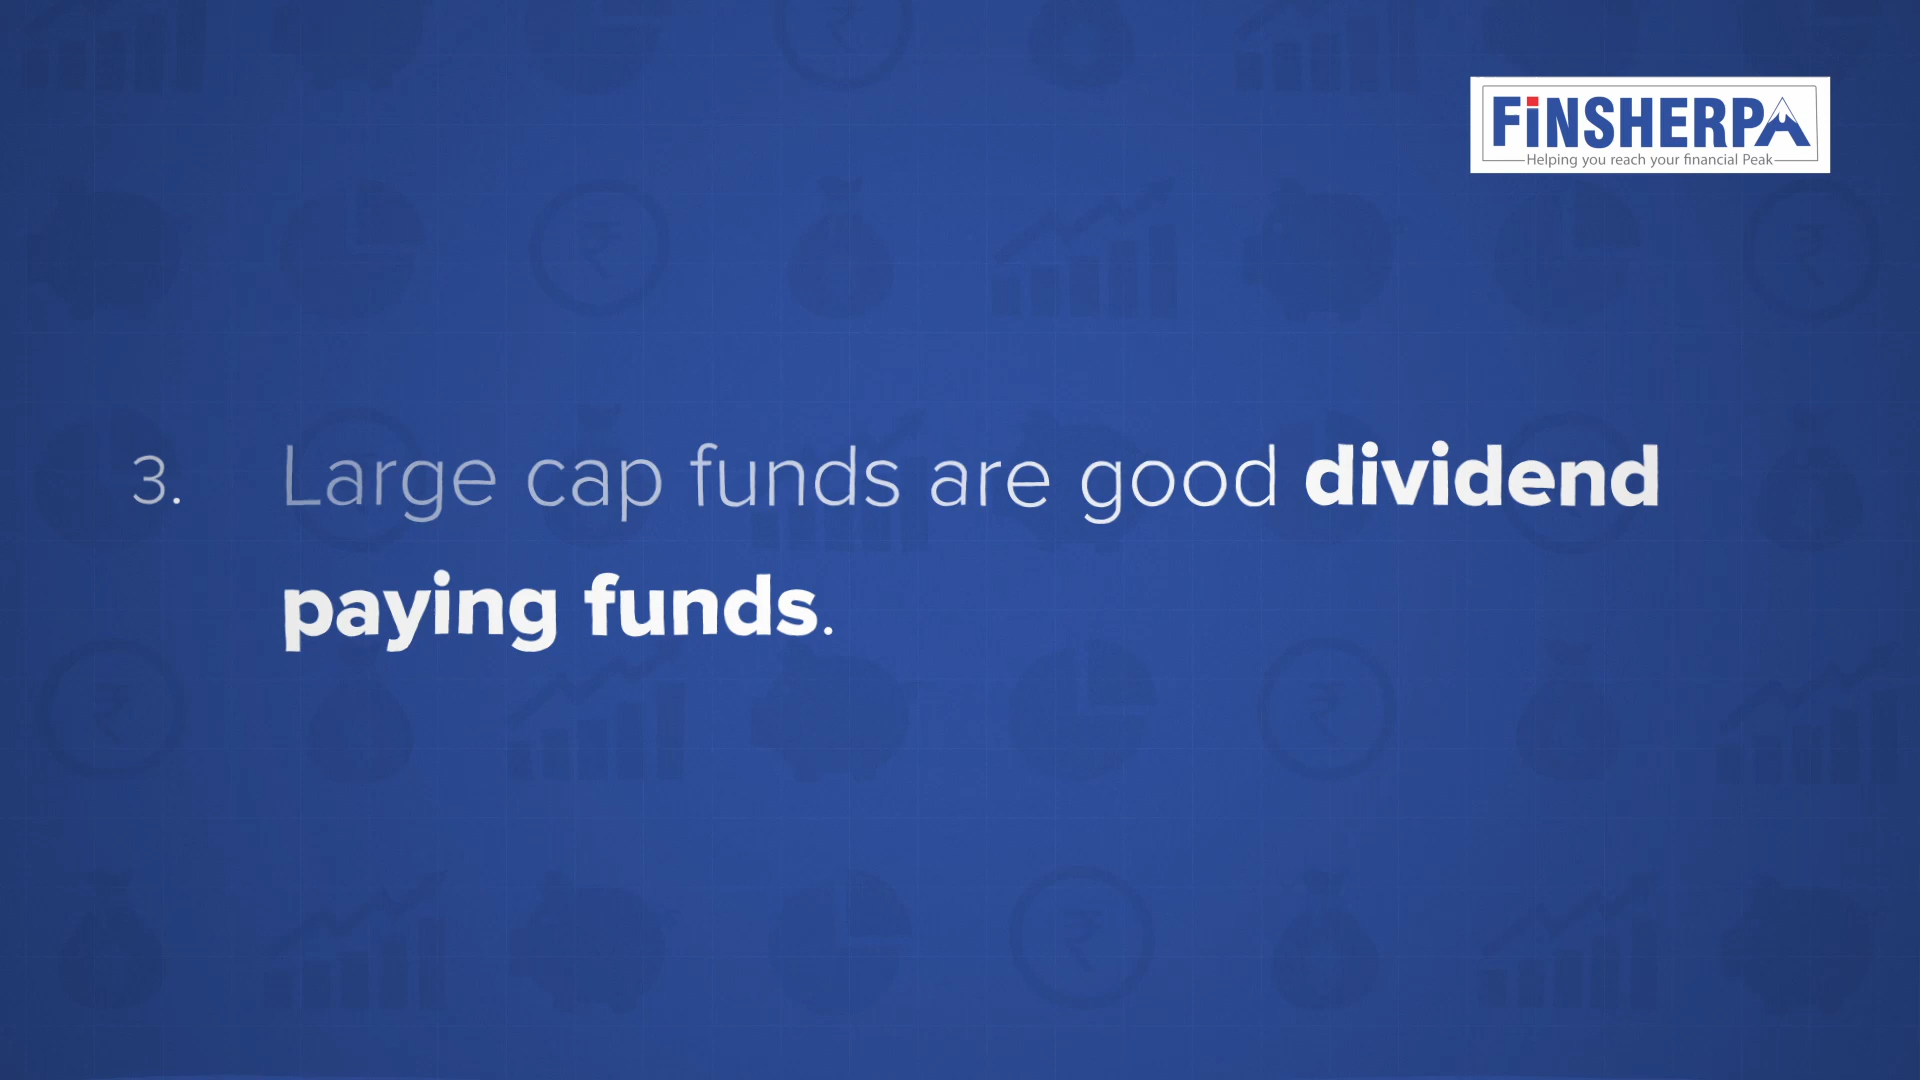 FiNSHERPA
Helping you reach your financial Peak
3. Large cap funds are good dividend
paying funds.